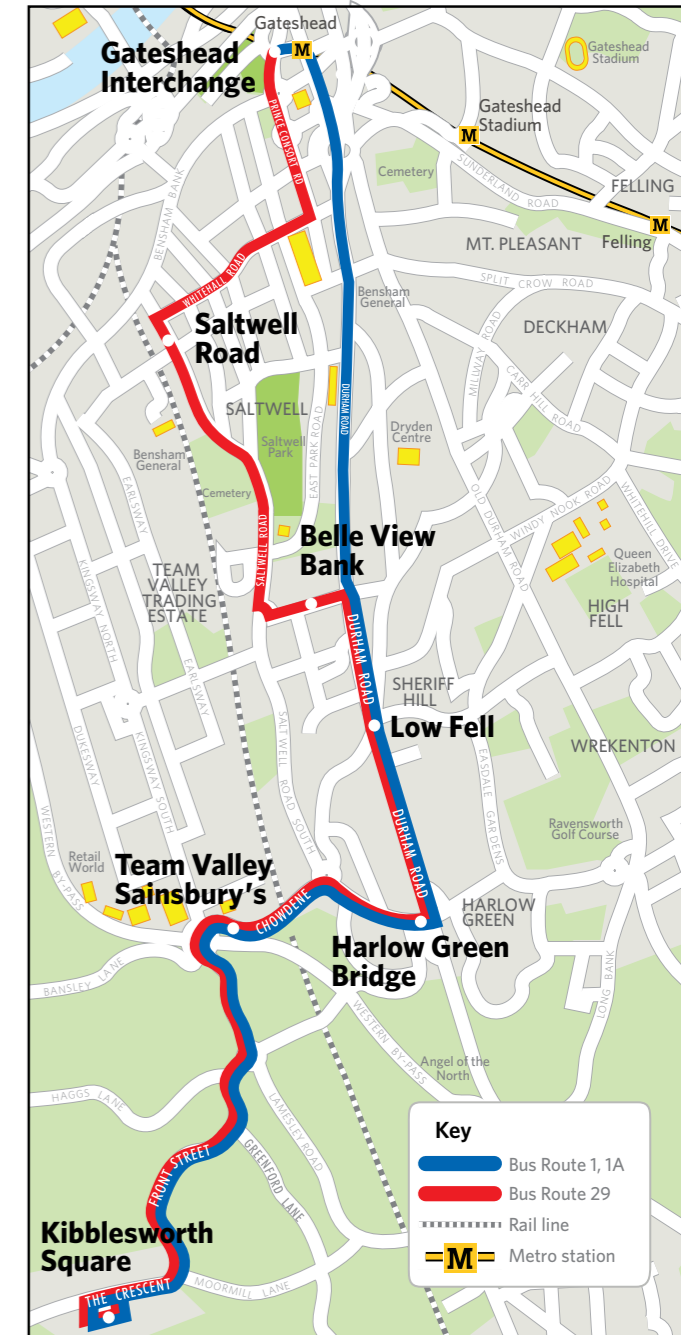 Gateshead
Gateshead
Interchange
M
Gateshead
Stadium
Gateshead
Stadium
M
PRINCE CONSORT RD
Cemetery
SUNDERLAND ROAD
FELLING
M
BENSHAM BANK
MT. PLEASANT
Felling
WHITEHALL ROAD
SPLIT CROW ROAD
Bensham
General
Saltwell
Road
DECKHAM
MILLWAY ROAD
CARR HILL ROAD
SALTWELL
DURHAM ROAD
EAST PARK ROAD
Saltwell
Park
Dryden
Centre
Bensham
General
Cemetery
EARLSWAY
OLD DURHAM ROAD
WINDY NOOK ROAD
WHITEHILL DRIVE
SALTWELL ROAD
Belle View
Bank
Queen
Elizabeth
Hospital
KINGSWAY NORTH
TEAM
VALLEY
TRADING
ESTATE
HIGH
FELL
DURHAM ROAD
EARLSWAY
SHERIFF
HILL
SALTWELL ROAD SOUTH
Low Fell
DUKESWAY
KINGSWAY SOUTH
WREKENTON
EASDALE GARDENS
WESTERN BY-PASS
DURHAM ROAD
Ravensworth
Golf Course
Retail
World
Team Valley
Sainsbury's
CHOWDENE
HARLOW
GREEN
Harlow Green
Bridge
BANSLEY LANE
LONG BANK
WESTERN BY-PASS
Angel of the
North
HAGGS LANE
LAMESLEY ROAD
GREENFORD LANE
FRONT STREET
Key
Bus Route 1, 1A
Bus Route 29
Rail line
M
Metro station
Kibblesworth
Square
THE CRESCENT
MOORMILL LANE